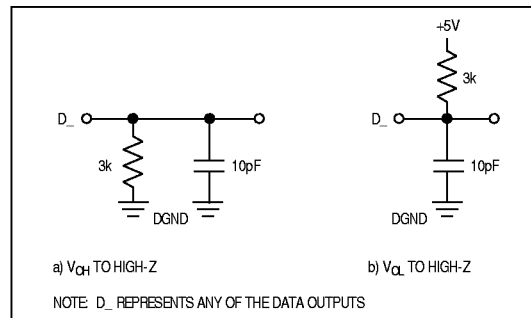 +5V
3k
D_
D_
3k
10pF
10pF
DGND
DGND
a) VOH TO HIGH-Z
b) VOL TO HIGH-Z
NOTE: D_ REPRESENTS ANY OF THE DATA OUTPUTS